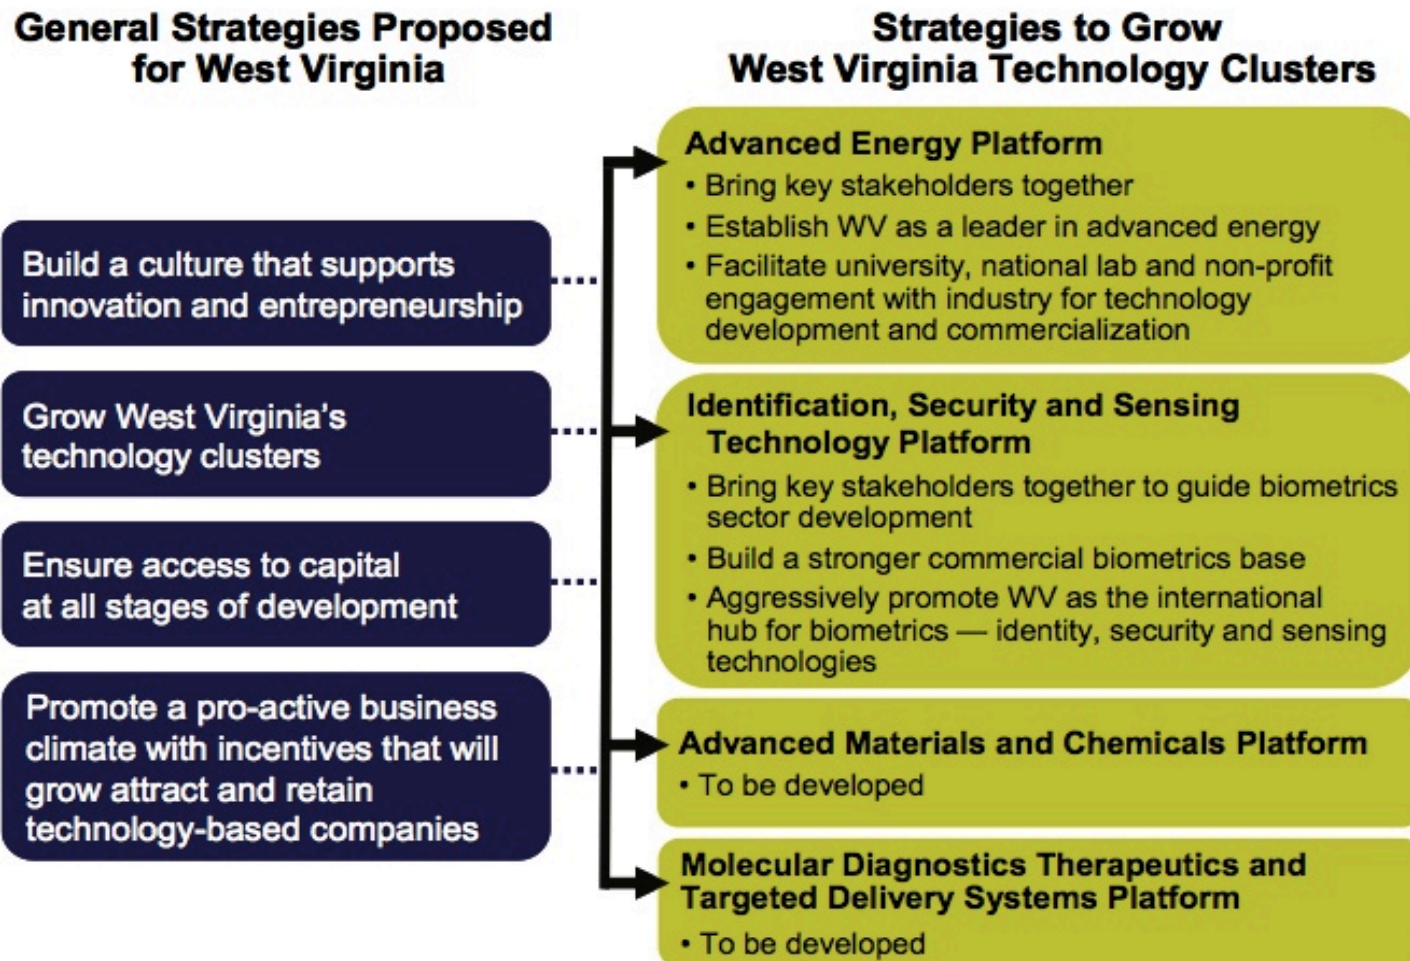 General Strategies Proposed
for West Virginia
Build a culture that supports
innovation and entrepreneurship
Grow West Virginia's
technology clusters
Ensure access to capital
at all stages of development
Promote a pro-active business
climate with incentives that will
grow attract and retain
technology-based companies
Strategies to Grow
West Virginia Technology Clusters
Advanced Energy Platform
• Bring key stakeholders together
• Establish WV as a leader in advanced energy
• Facilitate university, national lab and non-profit
engagement with industry for technology
development and commercialization
Identification, Security and Sensing
Technology Platform
• Bring key stakeholders together to guide biometrics
sector development
• Build a stronger commercial biometrics base
• Aggressively promote WV as the international
hub for biometrics — identity, security and sensing
technologies
Advanced Materials and Chemicals Platform
• To be developed
Molecular Diagnostics Therapeutics and
Targeted Delivery Systems Platform
• To be developed